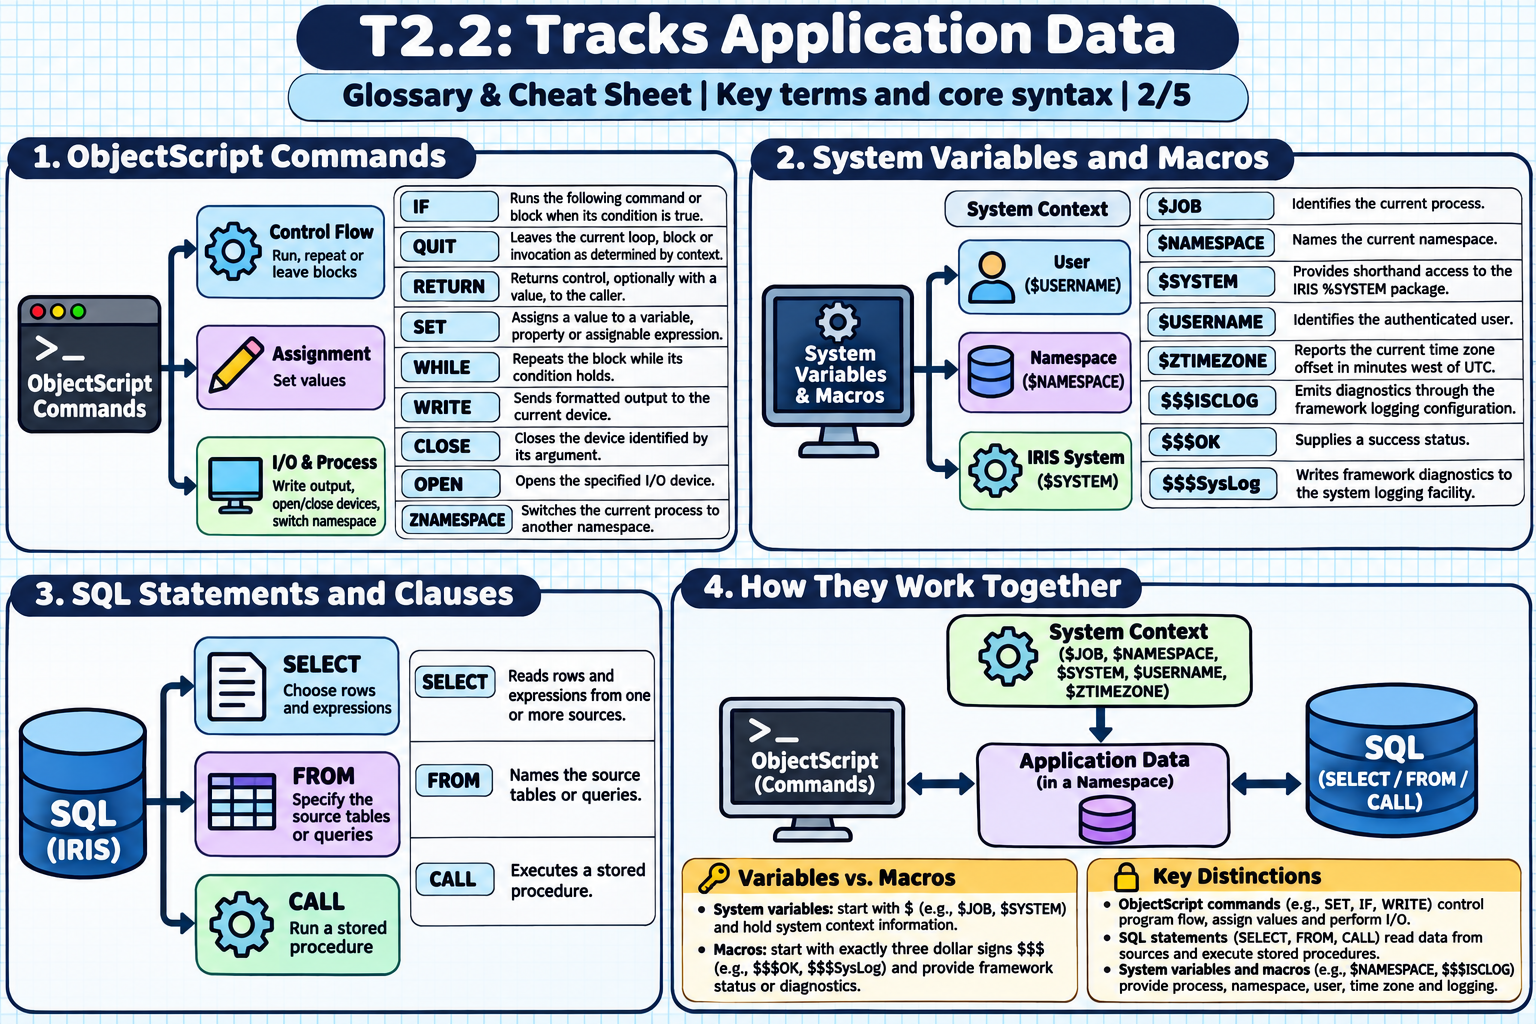 T2.2: Tracks Application Data
Glossary & Cheat Sheet | Key terms and core syntax | 2/5
1. ObjectScript Commands
>_
ObjectScript
Commands
Control Flow
Run, repeat or
leave blocks
Assignment
Set values
I/O & Process
Write output,
open/close devices,
switch namespace
IF
Runs the following command or
block when its condition is true.
QUIT
Leaves the current loop, block or
invocation as determined by context.
RETURN
Returns control, optionally with a
value, to the caller.
SET
Assigns a value to a variable,
property or assignable expression.
WHILE
Repeats the block while its
condition holds.
WRITE
Sends formatted output to the
current device.
CLOSE
Closes the device identified by
its argument.
OPEN
Opens the specified I/O device.
ZNAMESPACE
Switches the current process to
another namespace.
2. System Variables and Macros
System
Variables
& Macros
System Context
User
($USERNAME)
Namespace
($NAMESPACE)
IRIS System
($SYSTEM)
$JOB
Identifies the current process.
$NAMESPACE
Names the current namespace.
$SYSTEM
Provides shorthand access to the
IRIS %SYSTEM package.
$USERNAME
Identifies the authenticated user.
$ZTIMEZONE
Reports the current time zone
offset in minutes west of UTC.
$$$ISCLOG
Emits diagnostics through the
framework logging configuration.
$$$OK
Supplies a success status.
$$$SysLog
Writes framework diagnostics to
the system logging facility.
3. SQL Statements and Clauses
SQL
(IRIS)
SELECT
Choose rows
and expressions
FROM
Specify the
source tables
or queries
CALL
Run a stored
procedure
SELECT
Reads rows and
expressions from one
or more sources.
FROM
Names the source
tables or queries.
CALL
Executes a stored
procedure.
4. How They Work Together
System Context
($JOB, $NAMESPACE,
$SYSTEM, $USERNAME,
$ZTIMEZONE)
>_
ObjectScript
(Commands)
Application Data
(in a Namespace)
SQL
(SELECT / FROM /
CALL)
Variables vs. Macros
• System variables: start with $ (e.g., $JOB, $SYSTEM)
and hold system context information.
• Macros: start with exactly three dollar signs $$$
(e.g., $$$OK, $$$SysLog) and provide framework
status or diagnostics.
Key Distinctions
• ObjectScript commands (e.g., SET, IF, WRITE) control
program flow, assign values and perform I/O.
• SQL statements (SELECT, FROM, CALL) read data from
sources and execute stored procedures.
• System variables and macros (e.g., $NAMESPACE, $$$ISCLOG)
provide process, namespace, user, time zone and logging.